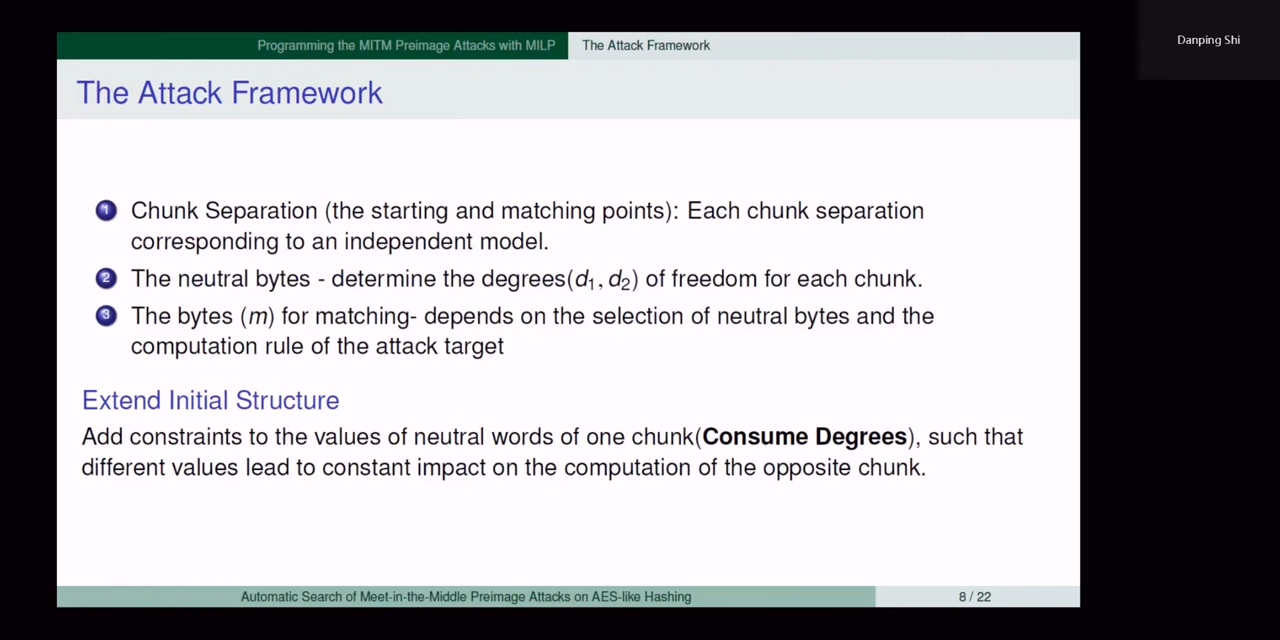 Programming the MITM Preimage Attacks with MILP The Attack Framework
Danping Shi
The Attack Framework
1 Chunk Separation (the starting and matching points): Each chunk separation
corresponding to an independent model.
2 The neutral bytes - determine the degrees(d₁, d₂) of freedom for each chunk.
3 The bytes (m) for matching- depends on the selection of neutral bytes and the
computation rule of the attack target
Extend Initial Structure
Add constraints to the values of neutral words of one chunk(Consume Degrees), such that
different values lead to constant impact on the computation of the opposite chunk.
Automatic Search of Meet-in-the-Middle Preimage Attacks on AES-like Hashing 8 / 22